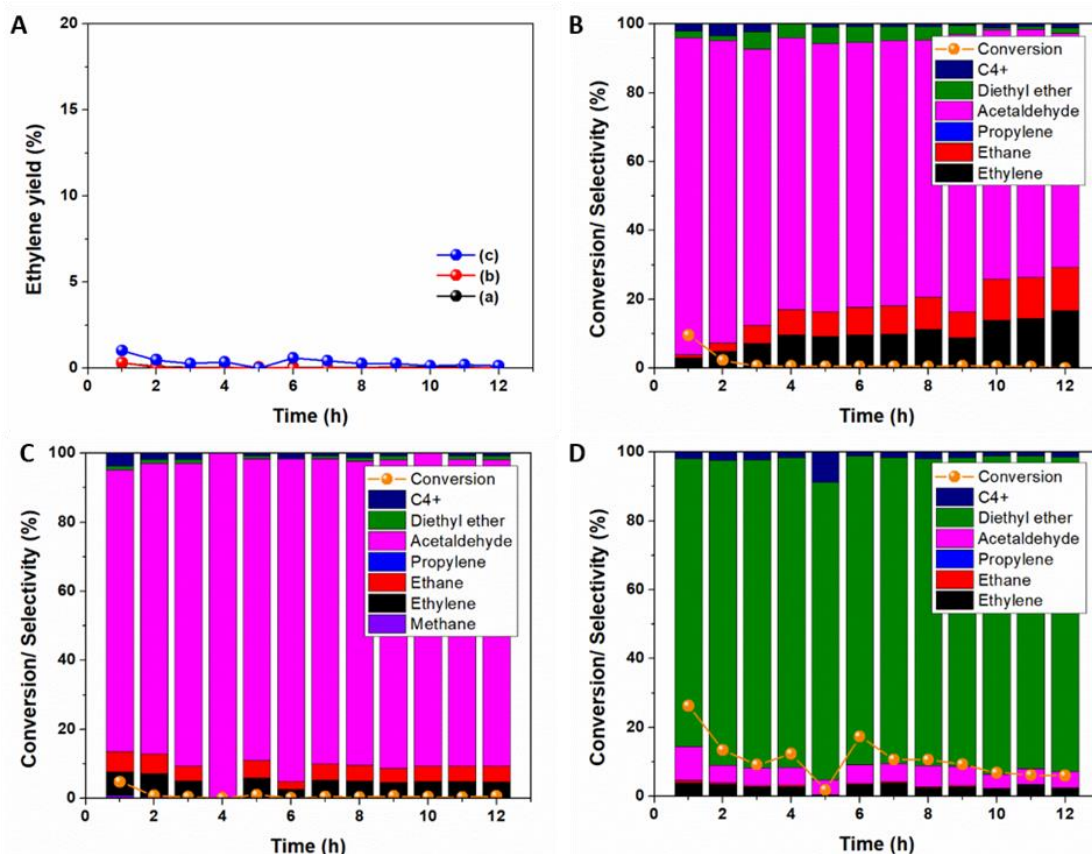 A
Ethylene yield (%)
20
15
10
5
0
(c)
(b)
(a)
0 2 4 6 8 10 12
Time (h)
B
Conversion/ Selectivity (%)
100
80
60
40
20
0
Conversion
C4+
Diethyl ether
Acetaldehyde
Propylene
Ethane
Ethylene
0 2 4 6 8 10 12
Time (h)
C
Conversion/ Selectivity (%)
100
80
60
40
20
0
Conversion
C4+
Diethyl ether
Acetaldehyde
Propylene
Ethane
Ethylene
Methane
0 2 4 6 8 10 12
Time (h)
D
Conversion/ Selectivity (%)
100
80
60
40
20
0
Conversion
C4+
Diethyl ether
Acetaldehyde
Propylene
Ethane
Ethylene
0 2 4 6 8 10 12
Time (h)